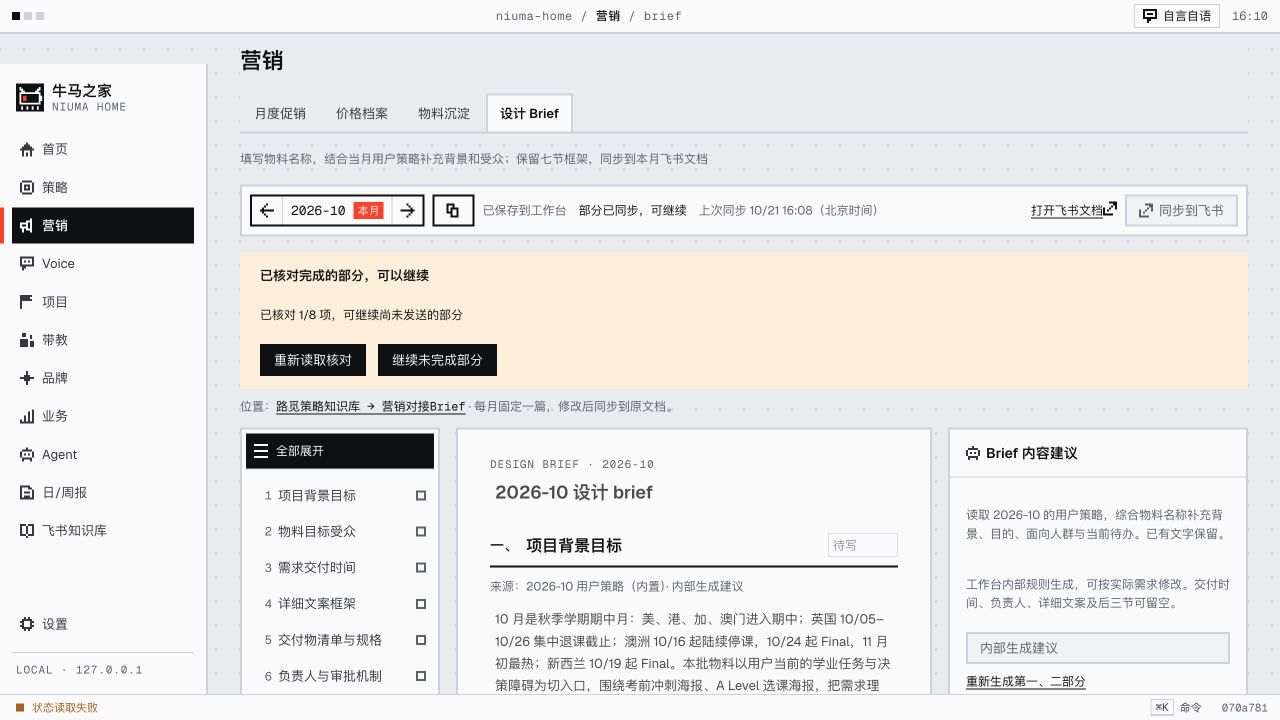 niuma-home / 营销 / brief
自言自语
16:10
牛马之家
NIUMA HOME
首页
策略
营销
Voice
项目
带教
品牌
业务
Agent
日/周报
飞书知识库
设置
LOCAL · 127.0.0.1
营销
月度促销
价格档案
物料沉淀
设计 Brief
填写物料名称，结合当月用户策略补充背景和受众；保留七节框架，同步到本月飞书文档
2026-10 本月
已保存到工作台 部分已同步，可继续 上次同步 10/21 16:08（北京时间）
打开飞书文档
同步到飞书
已核对完成的部分，可以继续
已核对 1/8 项，可继续尚未发送的部分
重新读取核对
继续未完成部分
位置：路觅策略知识库 → 营销对接Brief · 每月固定一篇，修改后同步到原文档。
全部展开
1 项目背景目标
2 物料目标受众
3 需求交付时间
4 详细文案框架
5 交付物清单与规格
6 负责人与审批机制
DESIGN BRIEF · 2026-10
2026-10 设计 brief
一、 项目背景目标
待写
来源：2026-10 用户策略（内置）· 内部生成建议
10 月是秋季学期期中月：美、港、加、澳门进入期中；英国 10/05–
10/26 集中退课截止；澳洲 10/16 起陆续停课，10/24 起 Final，11 月
初最热；新西兰 10/19 起 Final。本批物料以用户当前的学业任务与决
策障碍为切入口，围绕考前冲刺海报、A Level 选课海报，把需求理
Brief 内容建议
读取 2026-10 的用户策略，综合物料名称补充背
景、目的、面向人群与当前待办。已有文字保留。
工作台内部规则生成，可按实际需求修改。交付时
间、负责人、详细文案及后三节可留空。
内部生成建议
重新生成第一、二部分
状态读取失败
⌘K 命令
070a781